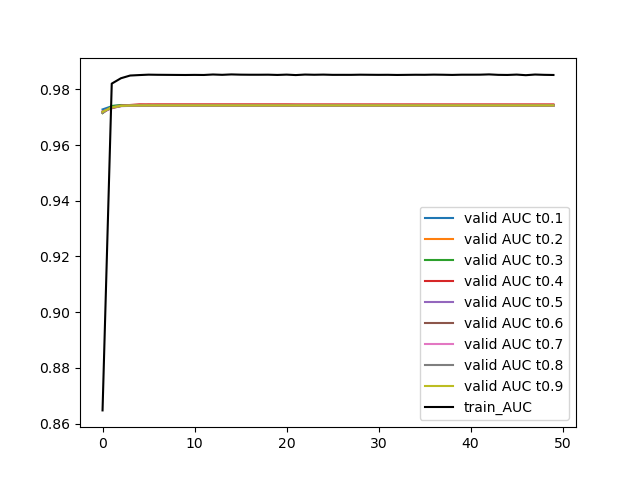 0.98
0.96
0.94
0.92
0.90
0.88
0.86
0
10
20
30
40
50
valid AUC t0.1
valid AUC t0.2
valid AUC t0.3
valid AUC t0.4
valid AUC t0.5
valid AUC t0.6
valid AUC t0.7
valid AUC t0.8
valid AUC t0.9
train_AUC